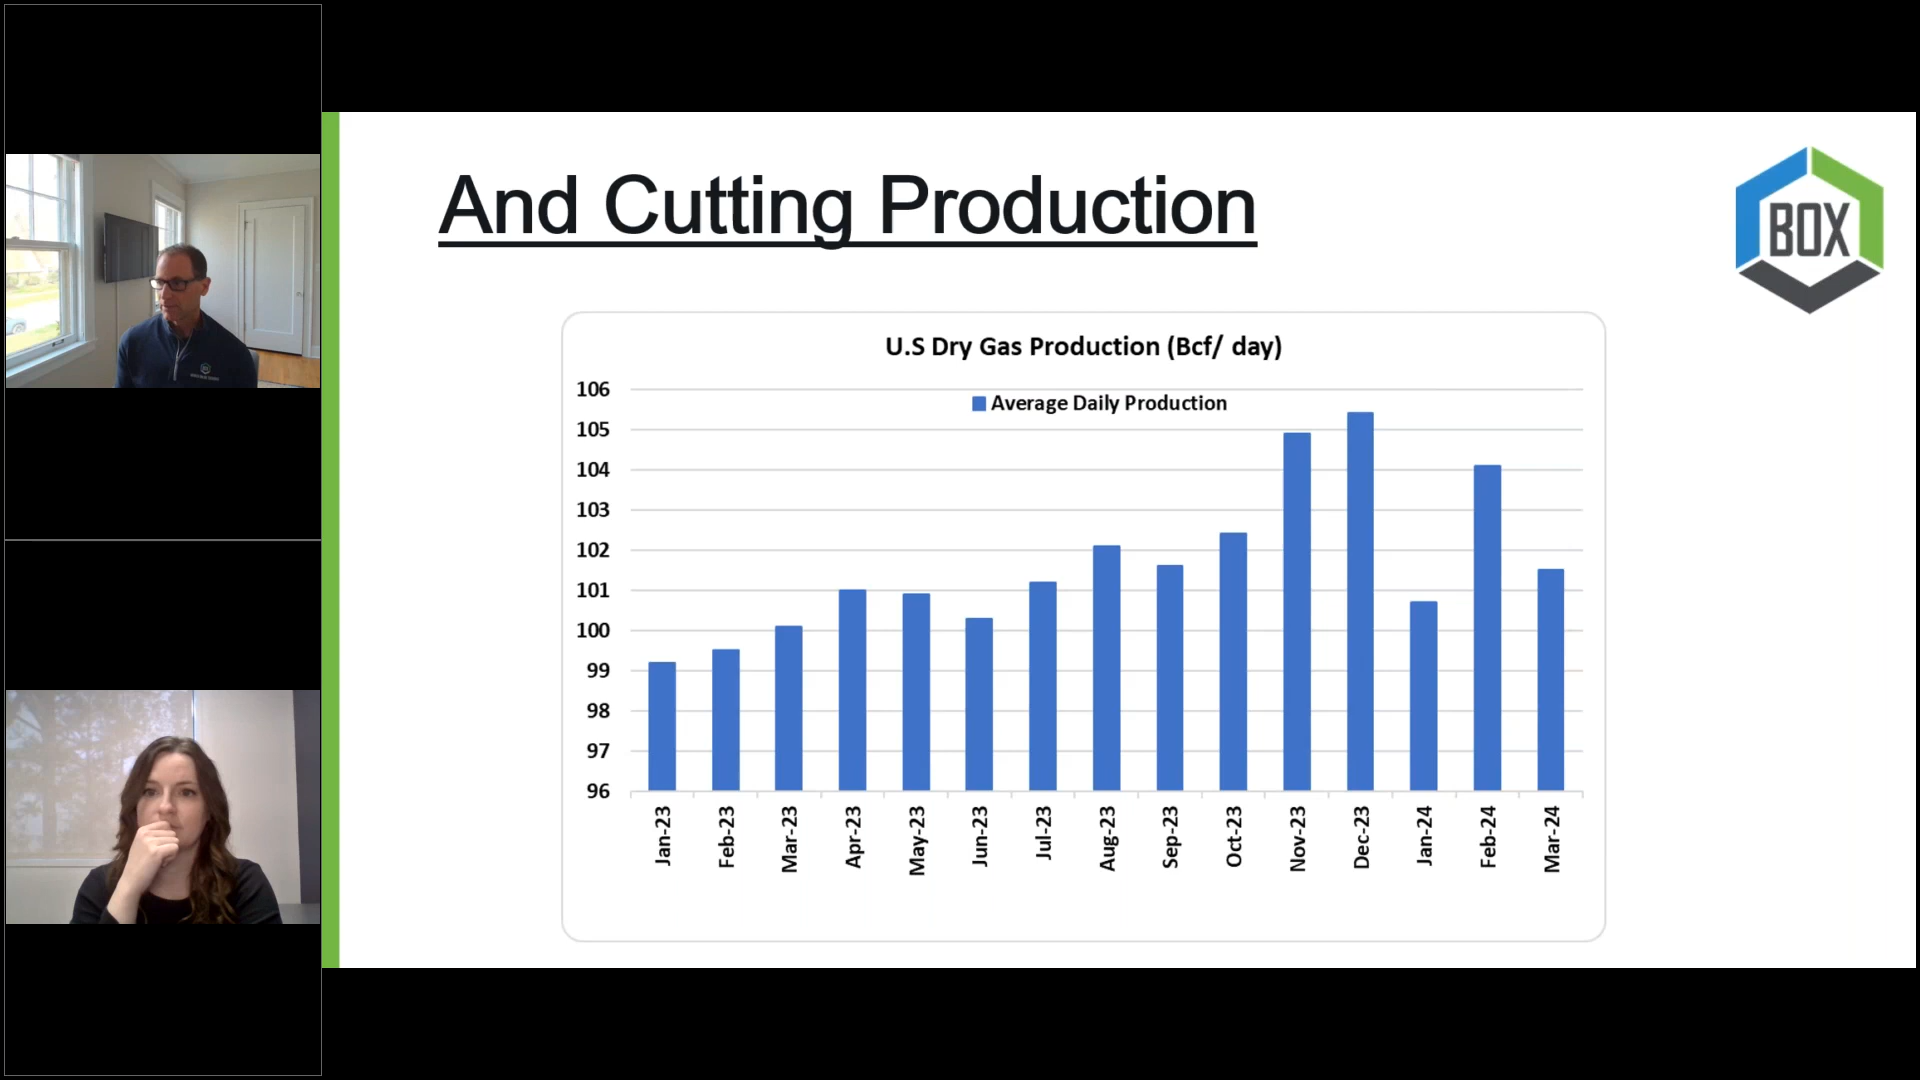 And Cutting Production
BOX
U.S Dry Gas Production (Bcf/ day)
Average Daily Production
106
105
104
103
102
101
100
99
98
97
96
Jan-23
Feb-23
Mar-23
Apr-23
May-23
Jun-23
Jul-23
Aug-23
Sep-23
Oct-23
Nov-23
Dec-23
Jan-24
Feb-24
Mar-24